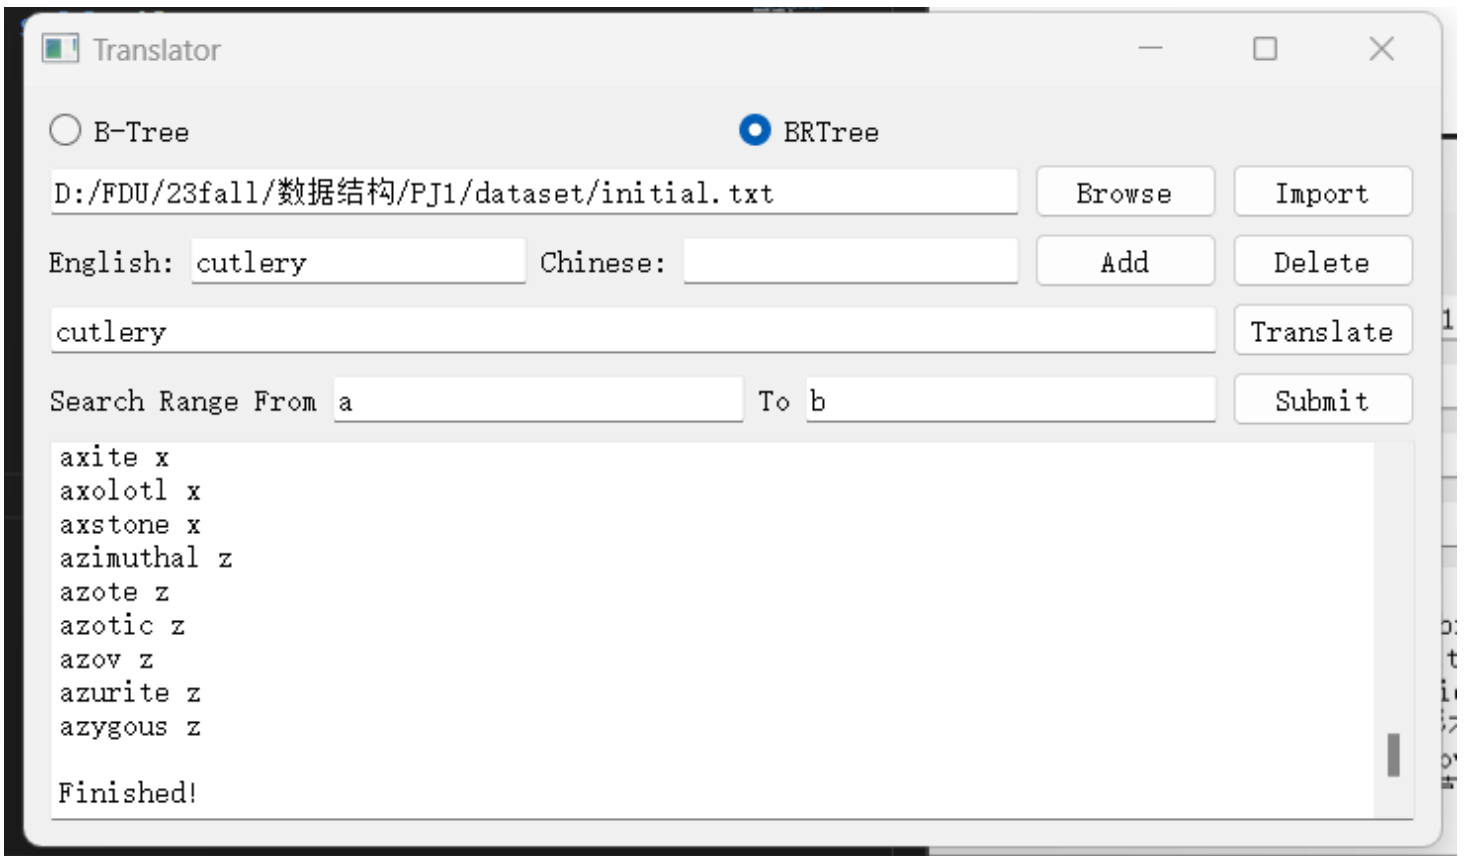 Translator
B-Tree BRTree
D:/FDU/23fall/数据结构/PJ1/dataset/initial.txt Browse Import
English: cutlery Chinese: Add Delete
cutlery Translate
Search Range From a To b Submit
axite x
axolotl x
axstone x
azimuthal z
azote z
azotic z
azov z
azurite z
azygous z
Finished!